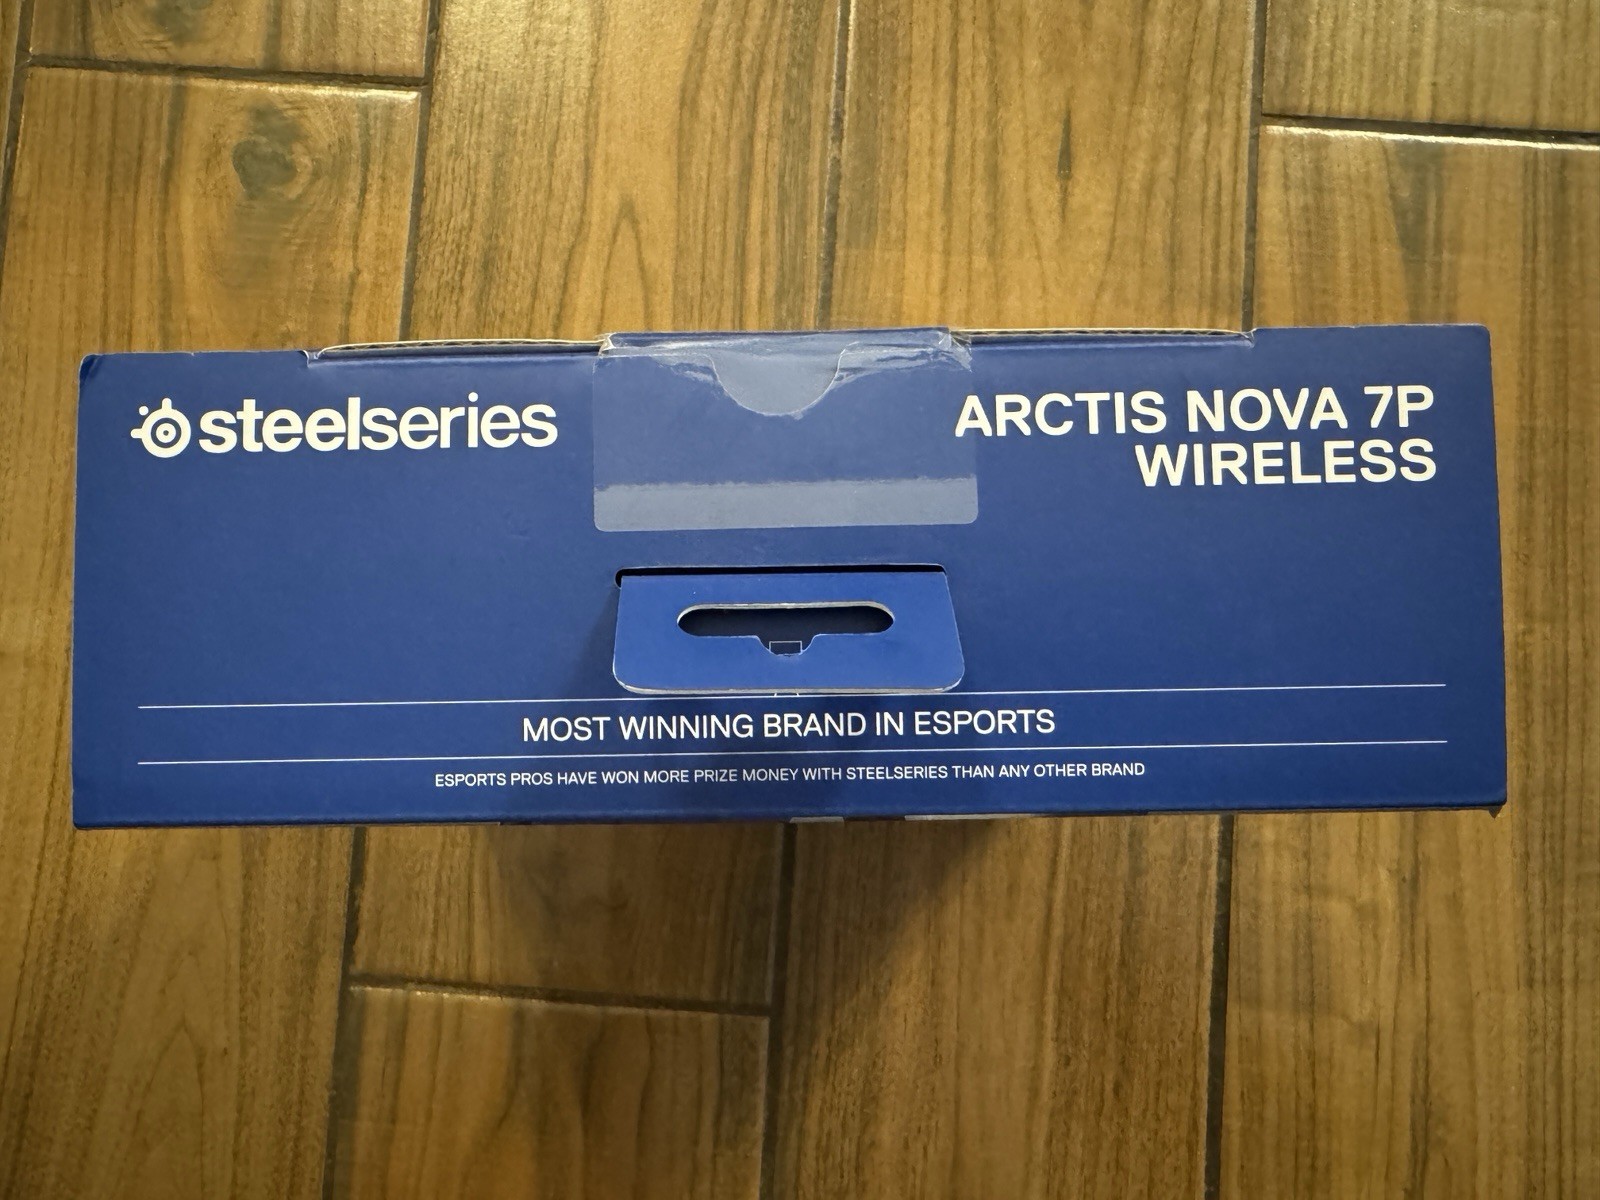 steelseries
ARCTIS NOVA 7P
WIRELESS
MOST WINNING BRAND IN ESPORTS
ESPORTS PROS HAVE WON MORE PRIZE MONEY WITH STEELSERIES THAN ANY OTHER BRAND